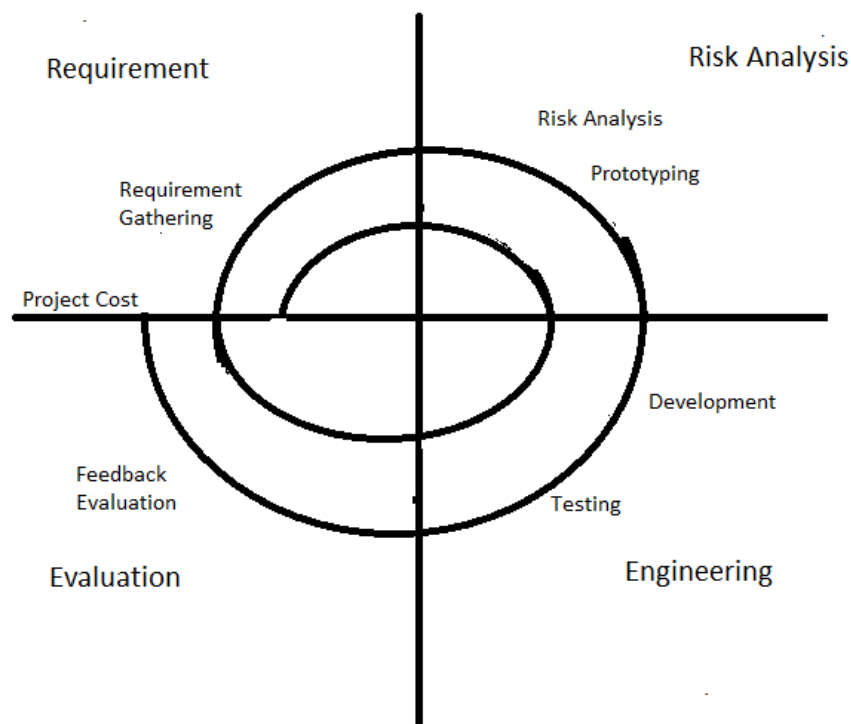 Requirement
Risk Analysis
Risk Analysis
Prototyping
Requirement
Gathering
Project Cost
Development
Feedback
Evaluation
Testing
Evaluation
Engineering